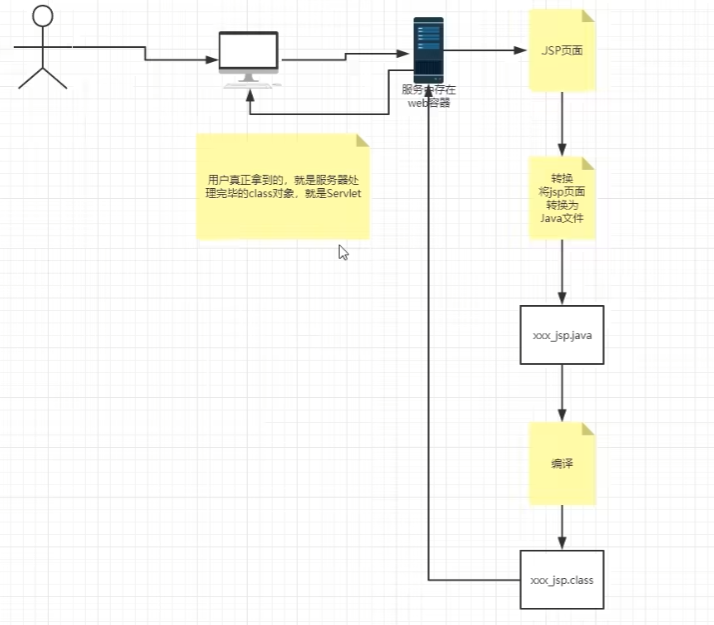 .JSP页面
服务 存在
web容器
用户真正拿到的，就是服务器处
理完毕的class对象，就是Servlet
转换
将jsp页面
转换为
Java文件
xxx_jsp.java
编译
xxx_jsp.class